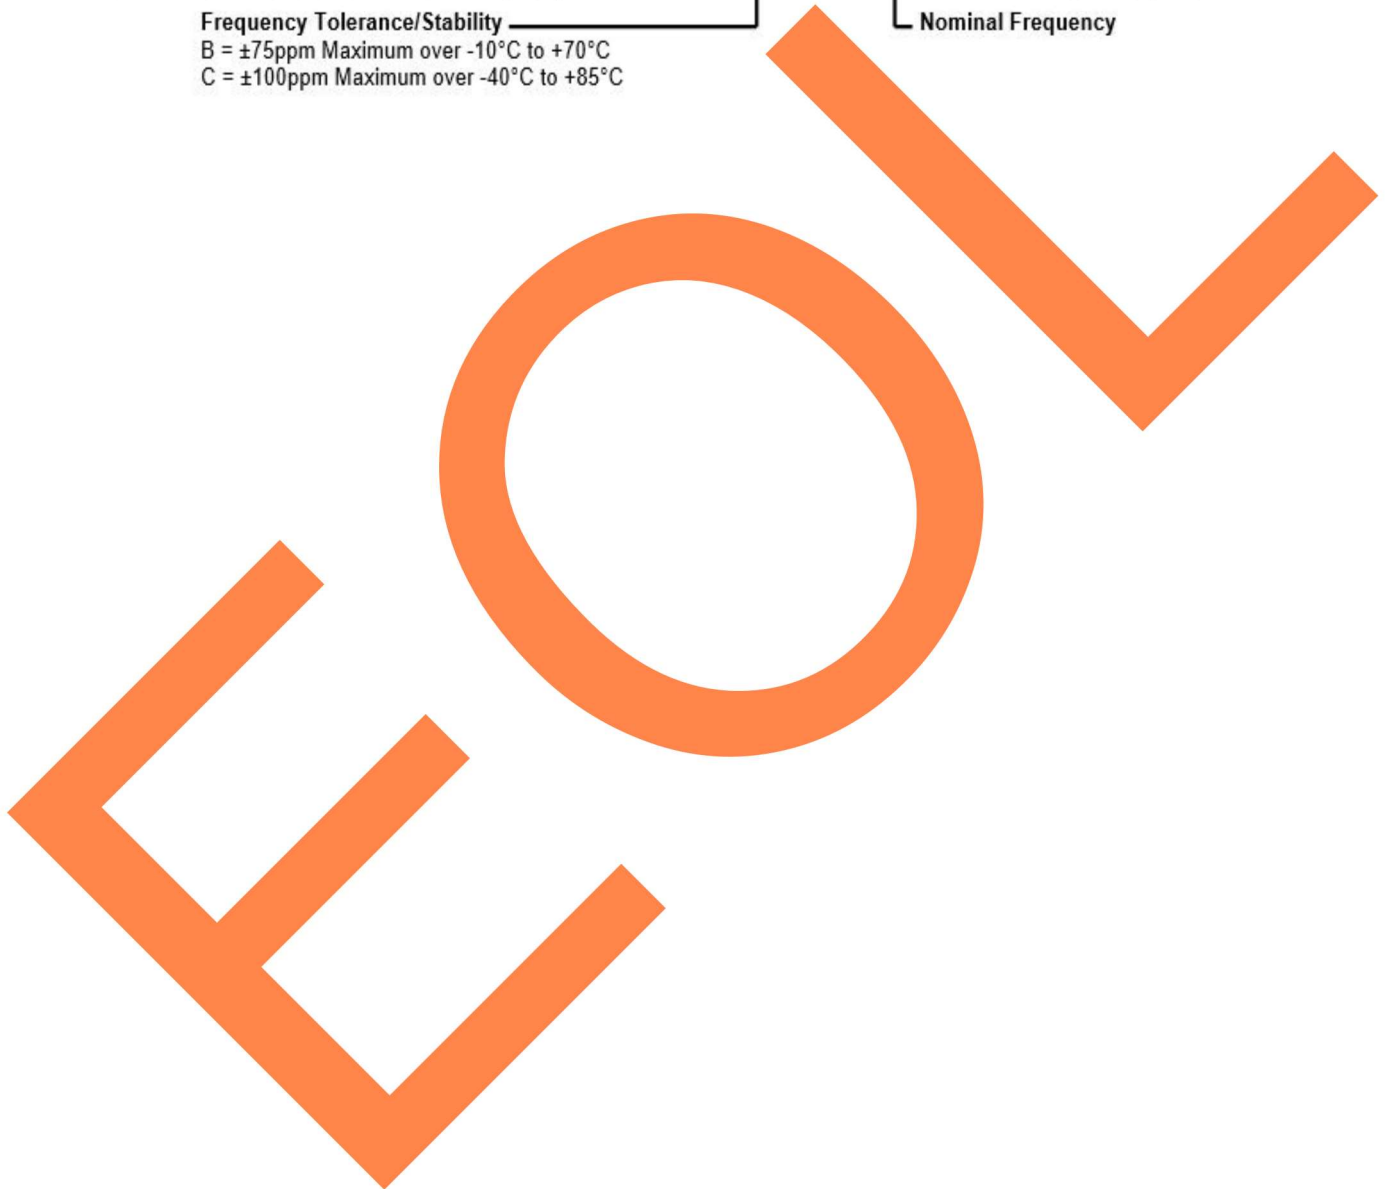 Frequency Tolerance/Stability
Nominal Frequency
B = ±75ppm Maximum over -10°C to +70°C
C = ±100ppm Maximum over -40°C to +85°C
EOL